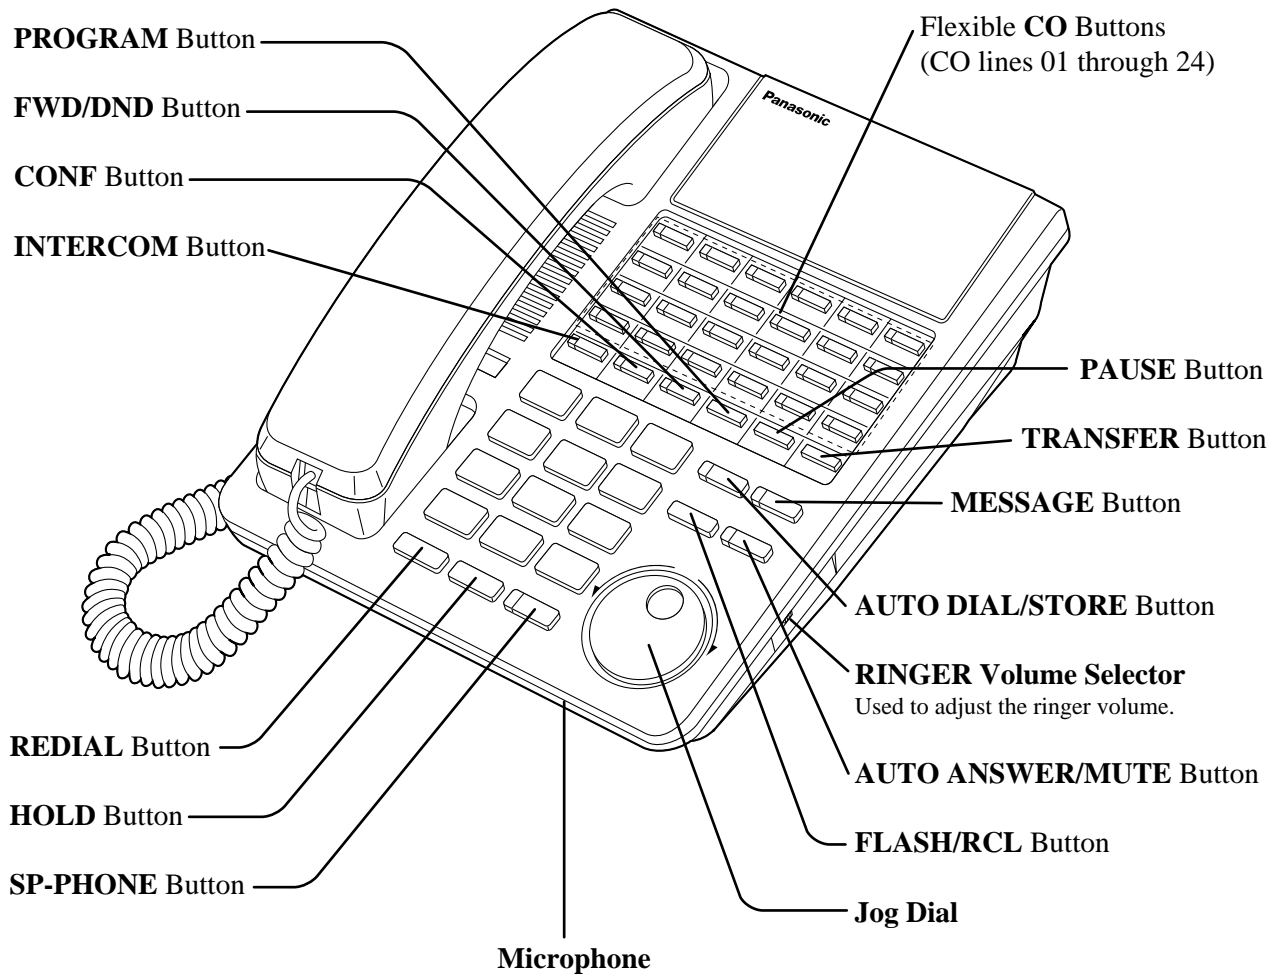 PROGRAM Button
FWD/DND Button
CONF Button
INTERCOM Button
Flexible CO Buttons
(CO lines 01 through 24)
Panasonic
PAUSE Button
TRANSFER Button
MESSAGE Button
AUTO DIAL/STORE Button
RINGER Volume Selector
Used to adjust the ringer volume.
AUTO ANSWER/MUTE Button
FLASH/RCL Button
Jog Dial
REDIAL Button
HOLD Button
SP-PHONE Button
Microphone